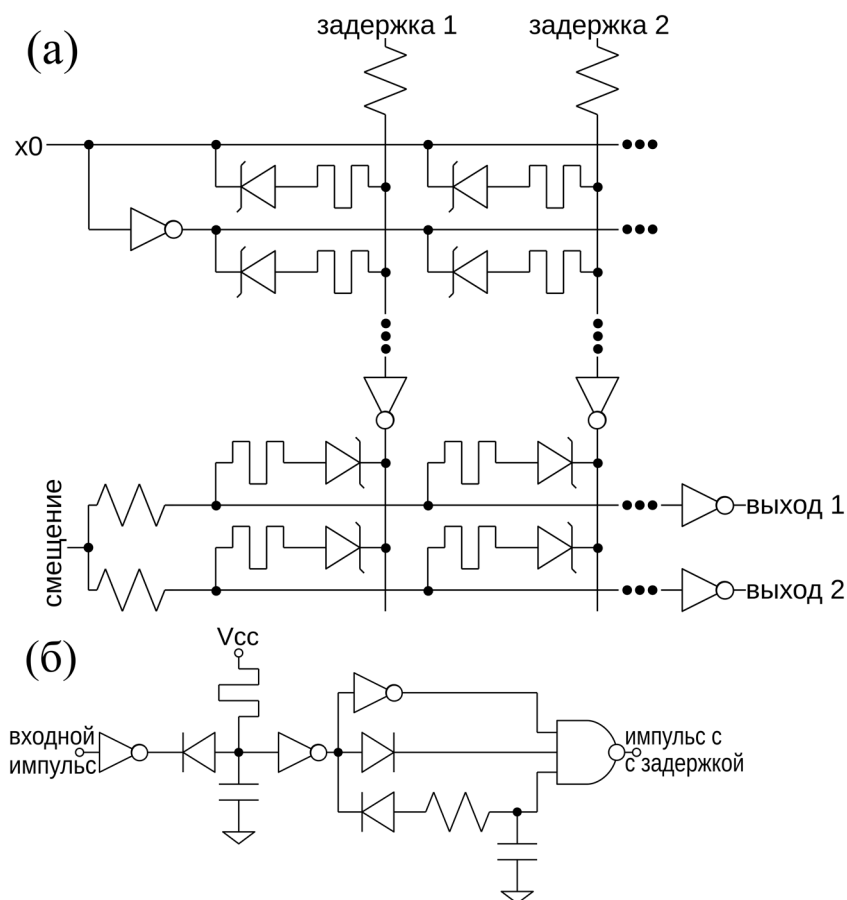 (а)
задержка 1
задержка 2
x0
смещение
выход 1
выход 2
(б)
Vcc
входной
импульс
импульс с
с задержкой